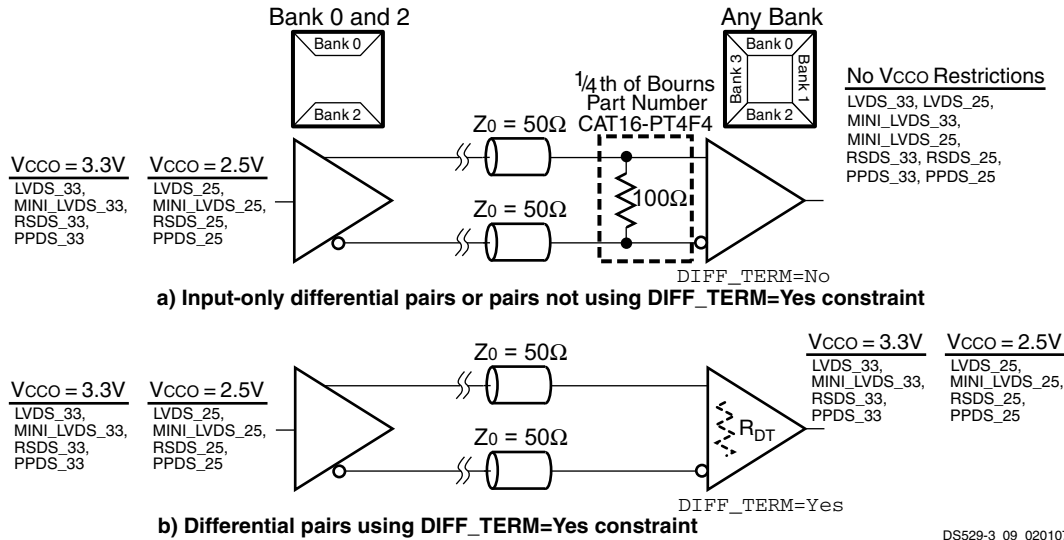 Bank 0 and 2
Bank 0
Bank 2
Any Bank
Bank 0
Bank 3
Bank 1
Bank 2
1/4 th of Bourns
Part Number
CAT16-PT4F4
No VCCO Restrictions
LVDS_33, LVDS_25,
MINI_LVDS_33,
MINI_LVDS_25,
RSDS_33, RSDS_25,
PPDS_33, PPDS_25
VCCO = 3.3V
LVDS_33,
MINI_LVDS_33,
RSDS_33,
PPDS_33
VCCO = 2.5V
LVDS_25,
MINI_LVDS_25,
RSDS_25,
PPDS_25
Z0 = 50Ω
Z0 = 50Ω
100Ω
DIFF_TERM=No
a) Input-only differential pairs or pairs not using DIFF_TERM=Yes constraint
VCCO = 3.3V
LVDS_33,
MINI_LVDS_33,
RSDS_33,
PPDS_33
VCCO = 2.5V
LVDS_25,
MINI_LVDS_25,
RSDS_25,
PPDS_25
Z0 = 50Ω
Z0 = 50Ω
RDT
DIFF_TERM=Yes
VCCO = 3.3V
LVDS_33,
MINI_LVDS_33,
RSDS_33,
PPDS_33
VCCO = 2.5V
LVDS_25,
MINI_LVDS_25,
RSDS_25,
PPDS_25
b) Differential pairs using DIFF_TERM=Yes constraint
DS529-3_09_020107